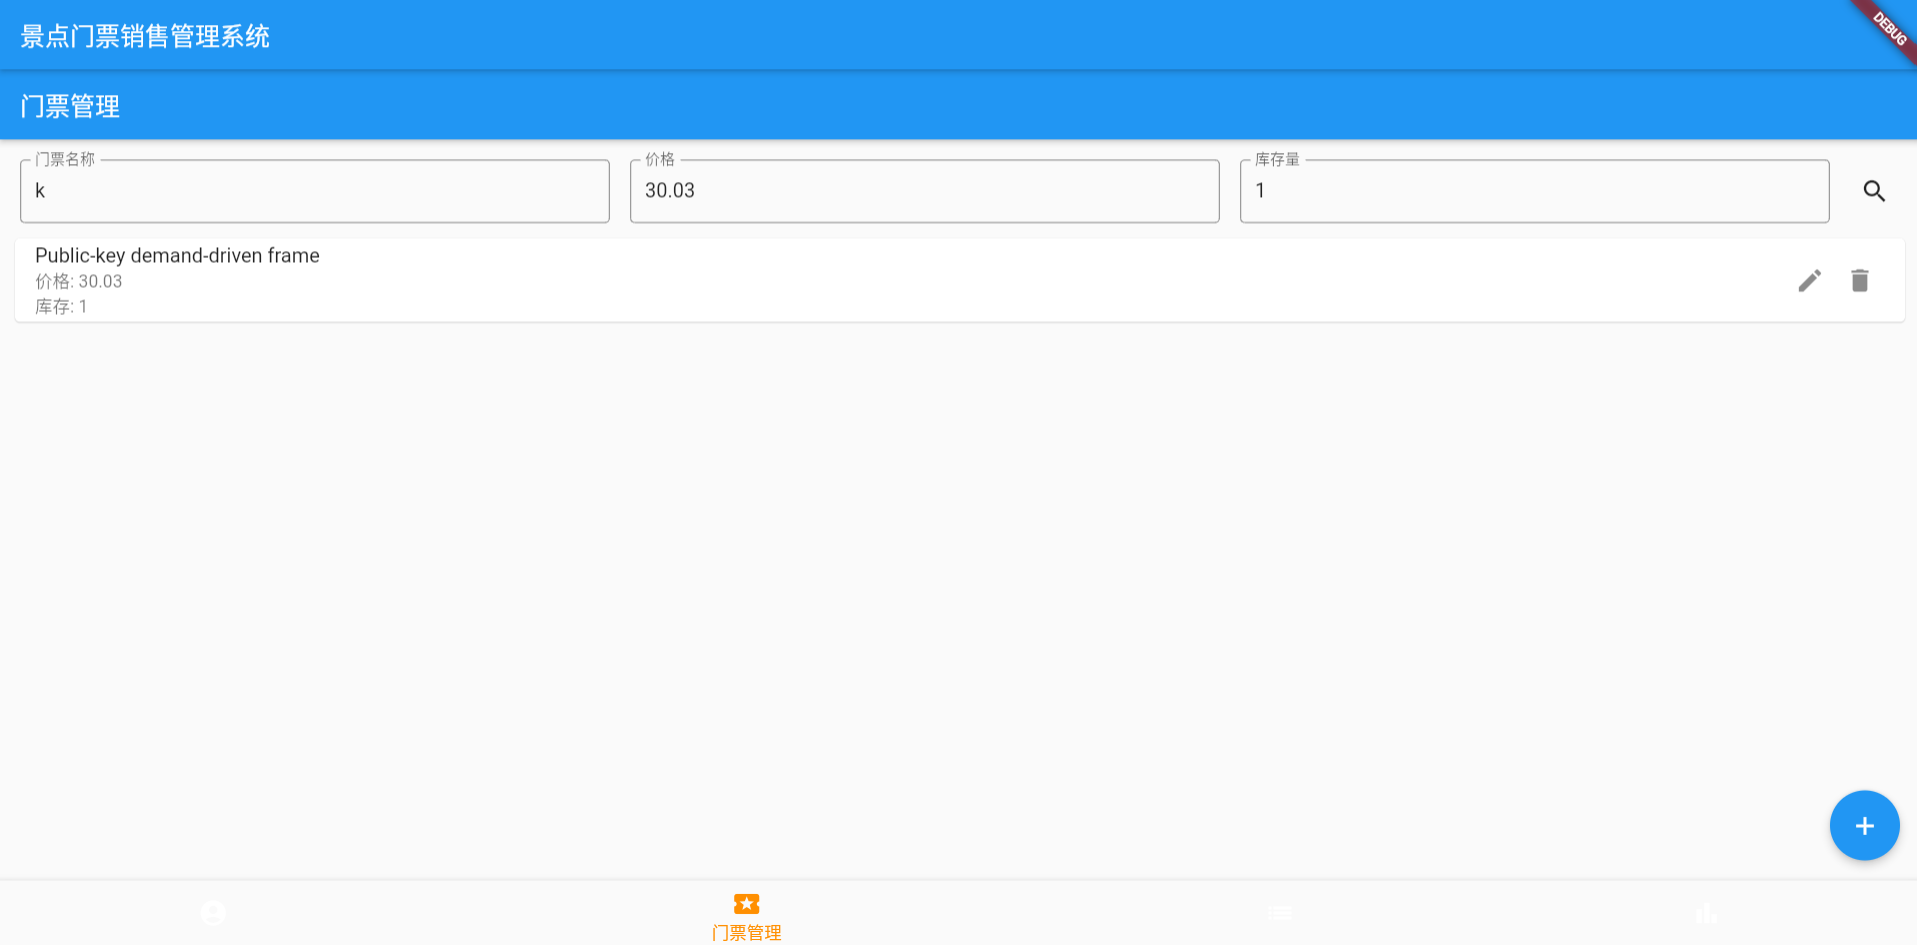 景点门票销售管理系统
DEBUG
门票管理
门票名称
k
价格
30.03
库存量
1
Public-key demand-driven frame
价格: 30.03
库存: 1
门票管理